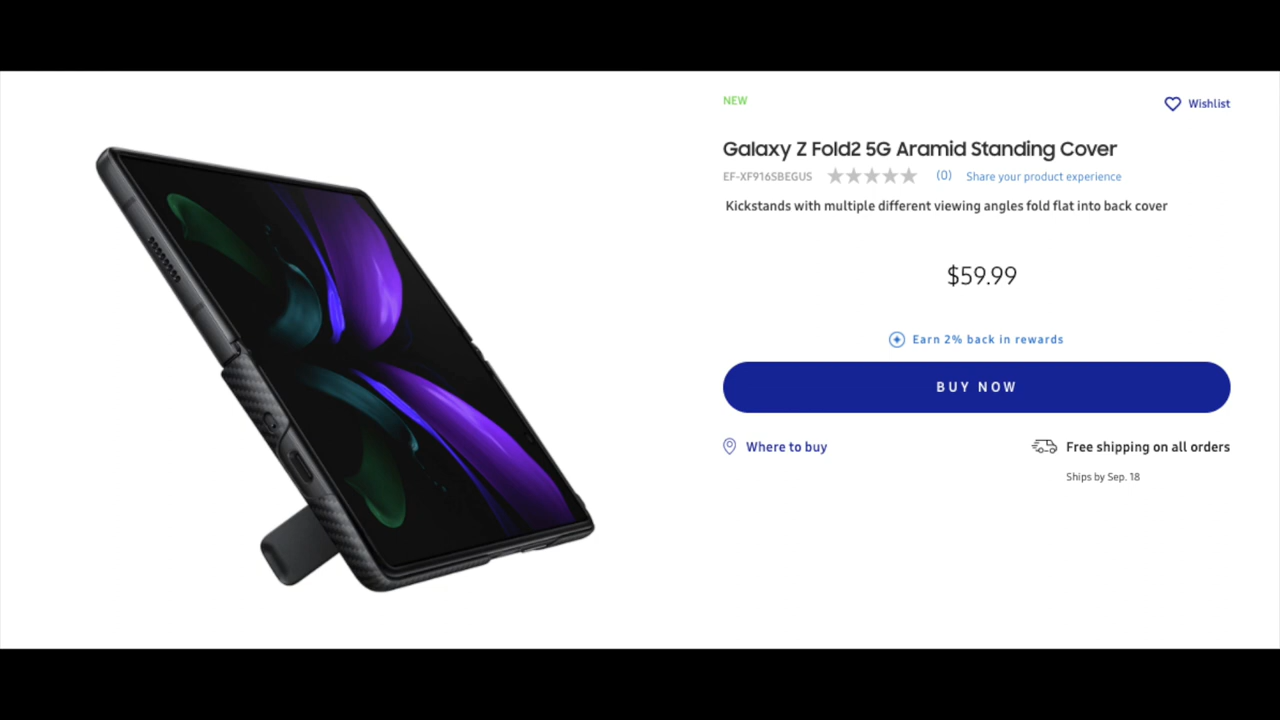 NEW
Wishlist
Galaxy Z Fold2 5G Aramid Standing Cover
EF-XF916SBEGUS (0) Share your product experience
Kickstands with multiple different viewing angles fold flat into back cover
$59.99
Earn 2% back in rewards
BUY NOW
Where to buy
Free shipping on all orders
Ships by Sep. 18